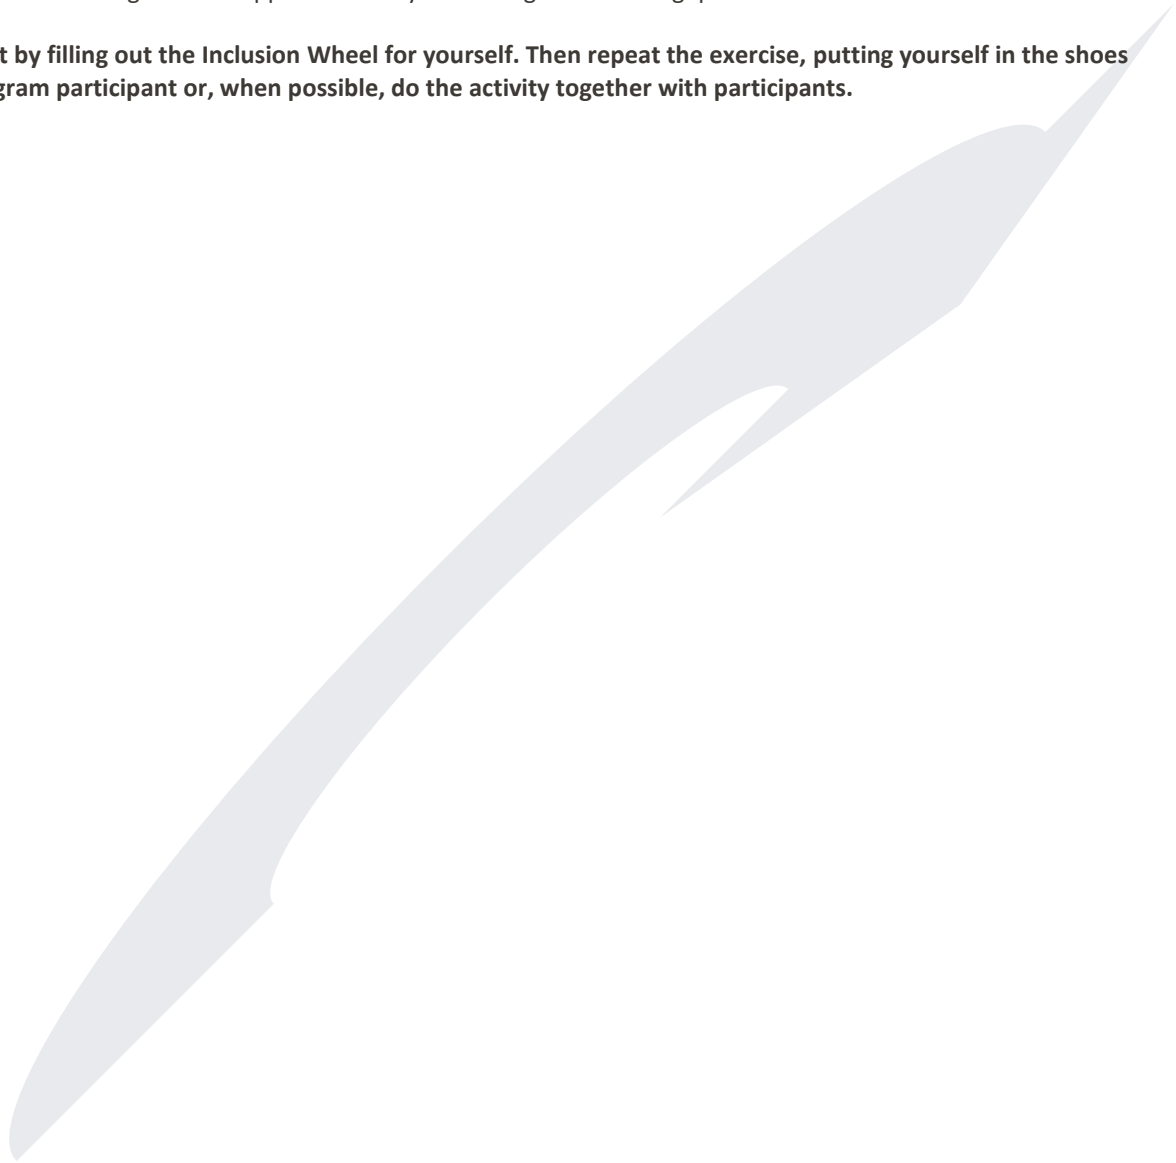 t by filling out the Inclusion Wheel for yourself. Then repeat the exercise, putting yourself in the shoes
gram participant or, when possible, do the activity together with participants.